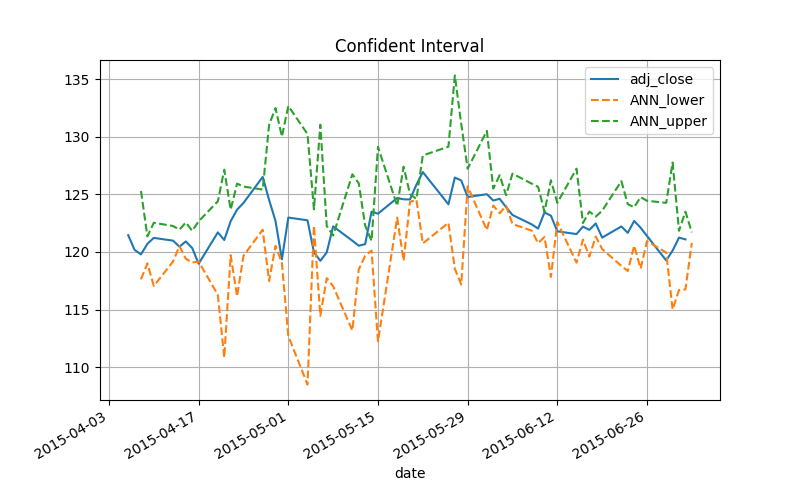 Confident Interval
adj_close
ANN_lower
ANN_upper
135
130
125
120
115
110
2015-04-03
2015-04-17
2015-05-01
2015-05-15
2015-05-29
2015-06-12
2015-06-26
date